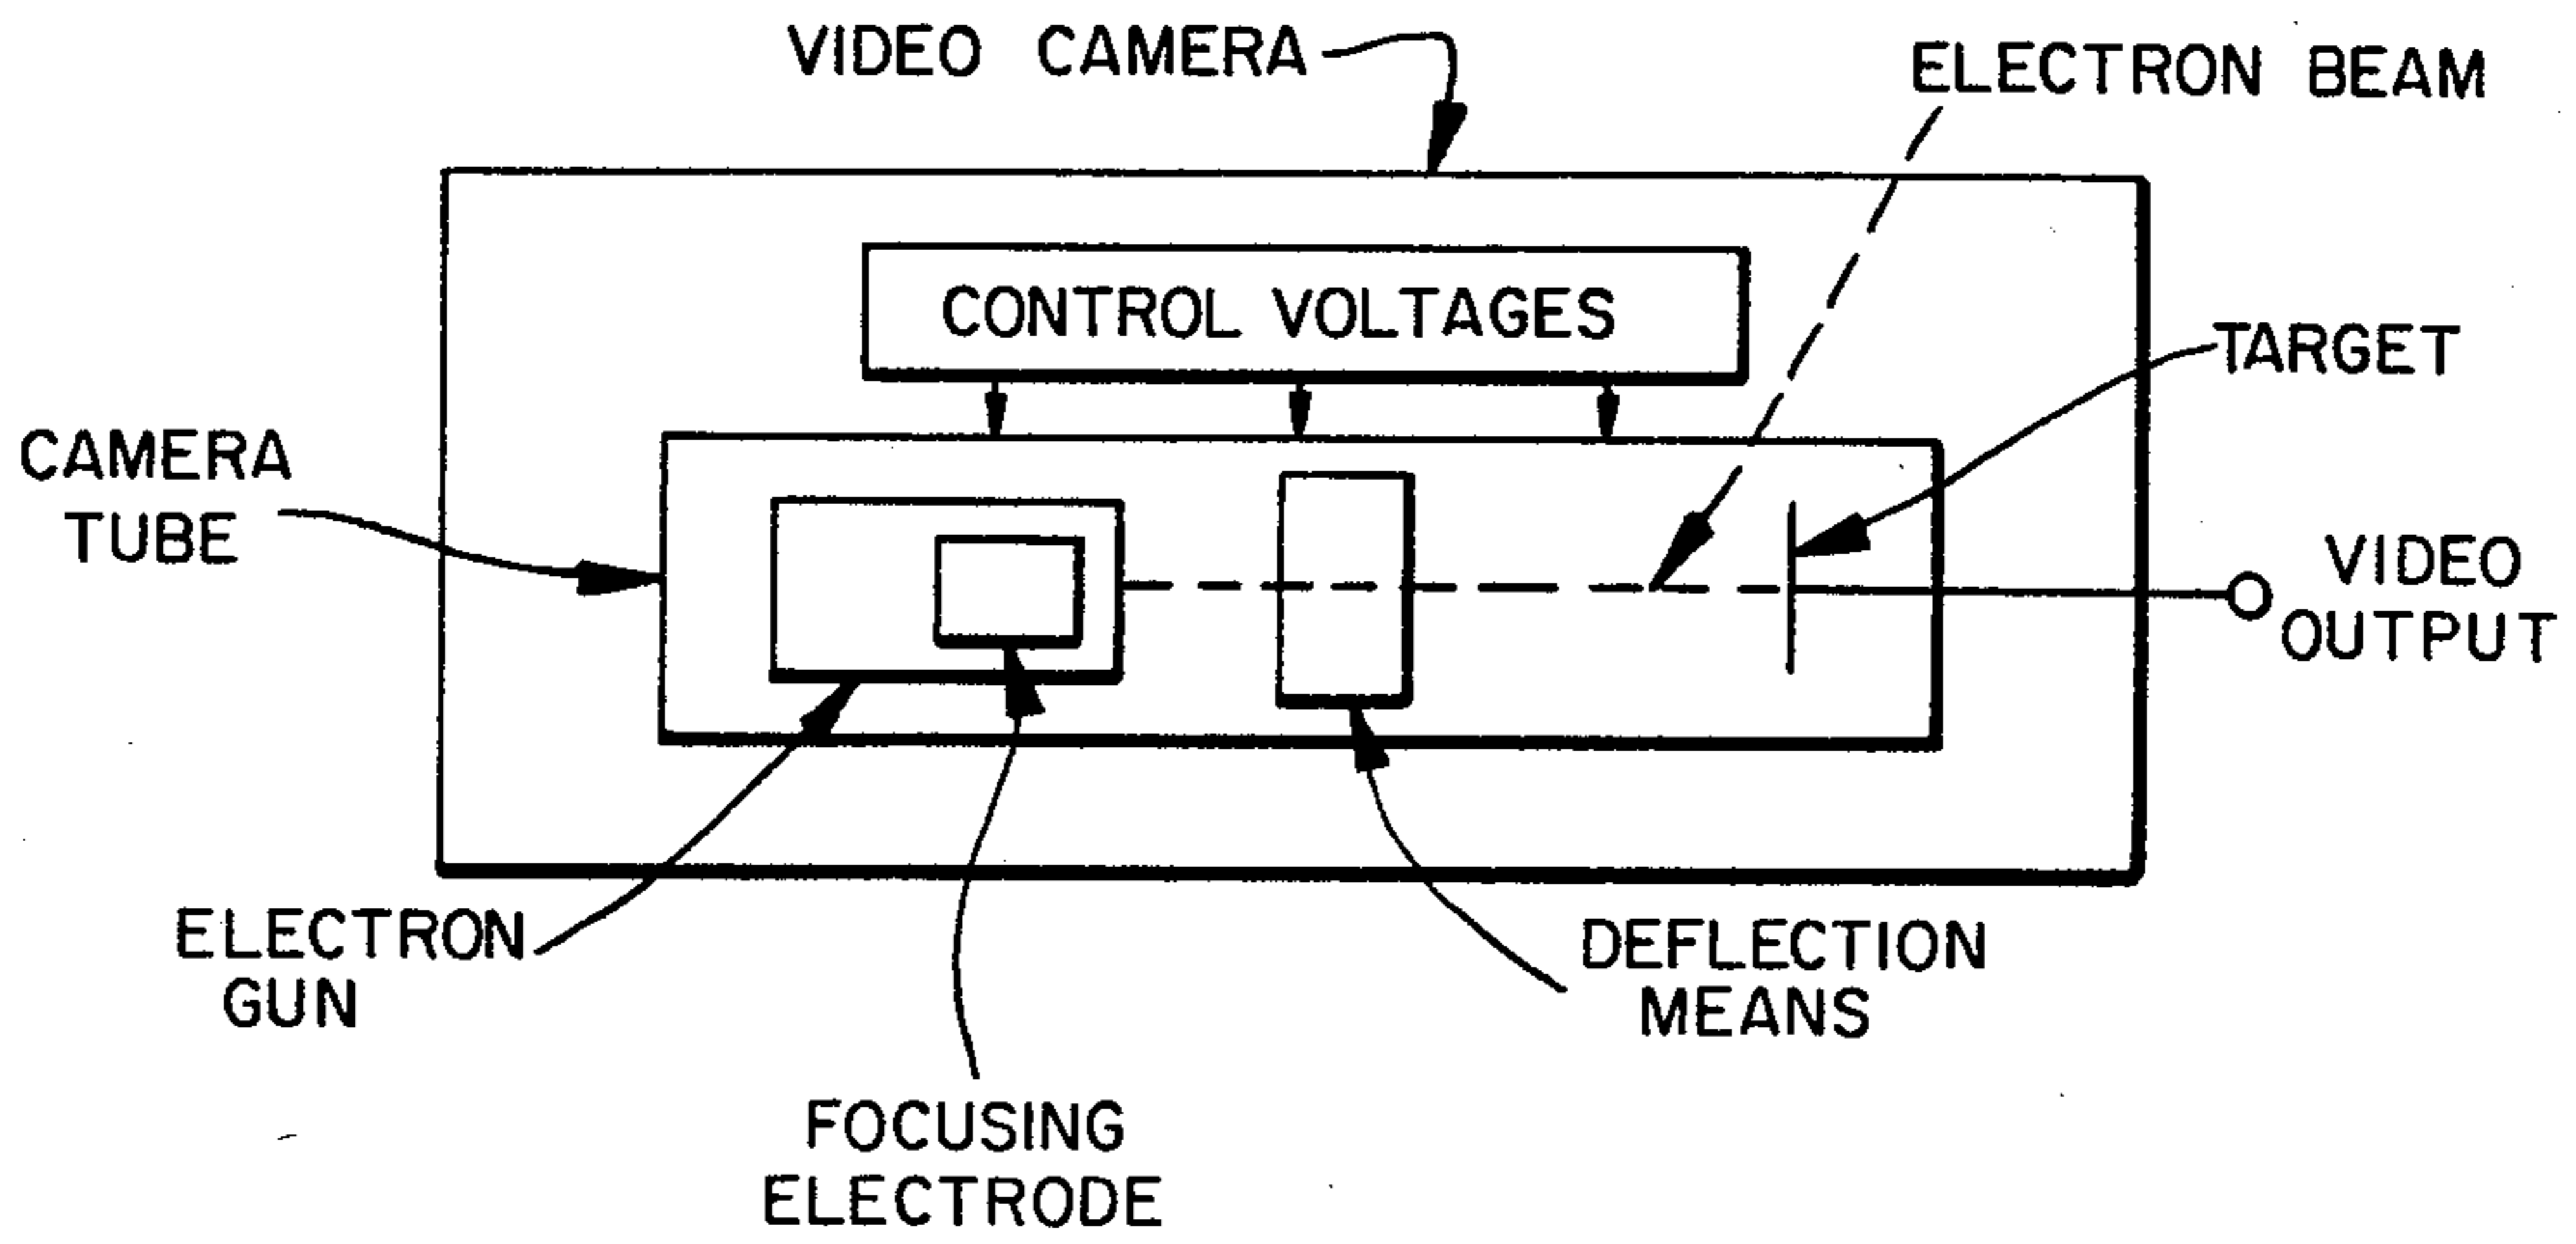 VIDEO CAMERA
ELECTRON BEAM
CONTROL VOLTAGES
TARGET
CAMERA
TUBE
VIDEO
OUTPUT
ELECTRON
GUN
DEFLECTION
MEANS
FOCUSING
ELECTRODE